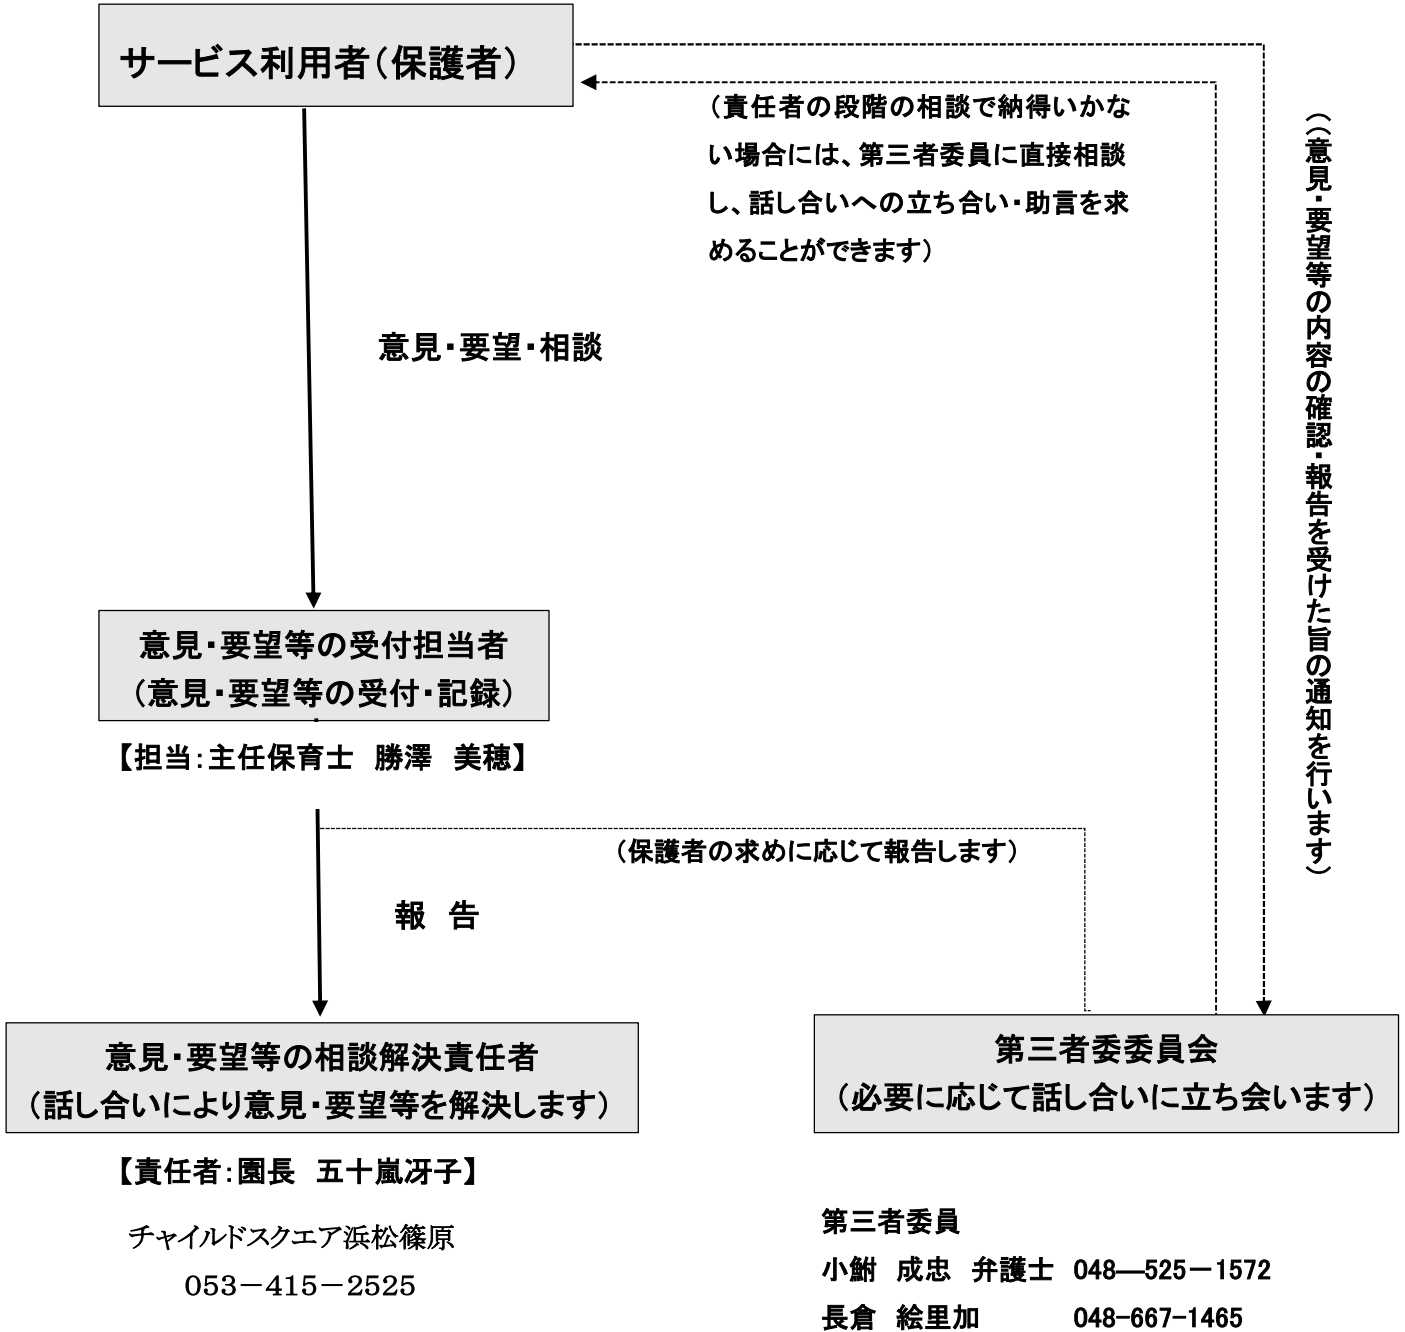 サービス利用者（保護者）
（責任者の段階の相談で納得いかな
い場合には、第三者委員に直接相談
し、話し合いへの立ち合い・助言を求
めることができます）
（（意見・要望等の内容の確認・報告を受けた旨の通知を行います）
意見・要望・相談
意見・要望等の受付担当者
（意見・要望等の受付・記録）
【担当：主任保育士　勝澤　美穂】
（保護者の求めに応じて報告します）
報　告
意見・要望等の相談解決責任者
（話し合いにより意見・要望等を解決します）
【責任者：園長　五十嵐冴子】
チャイルドスクエア浜松篠原
053－415－2525
第三者委委員会
（必要に応じて話し合いに立ち会います）
第三者委員
小鮒　成忠　弁護士　048―525－1572
長倉　絵里加　048-667-1465